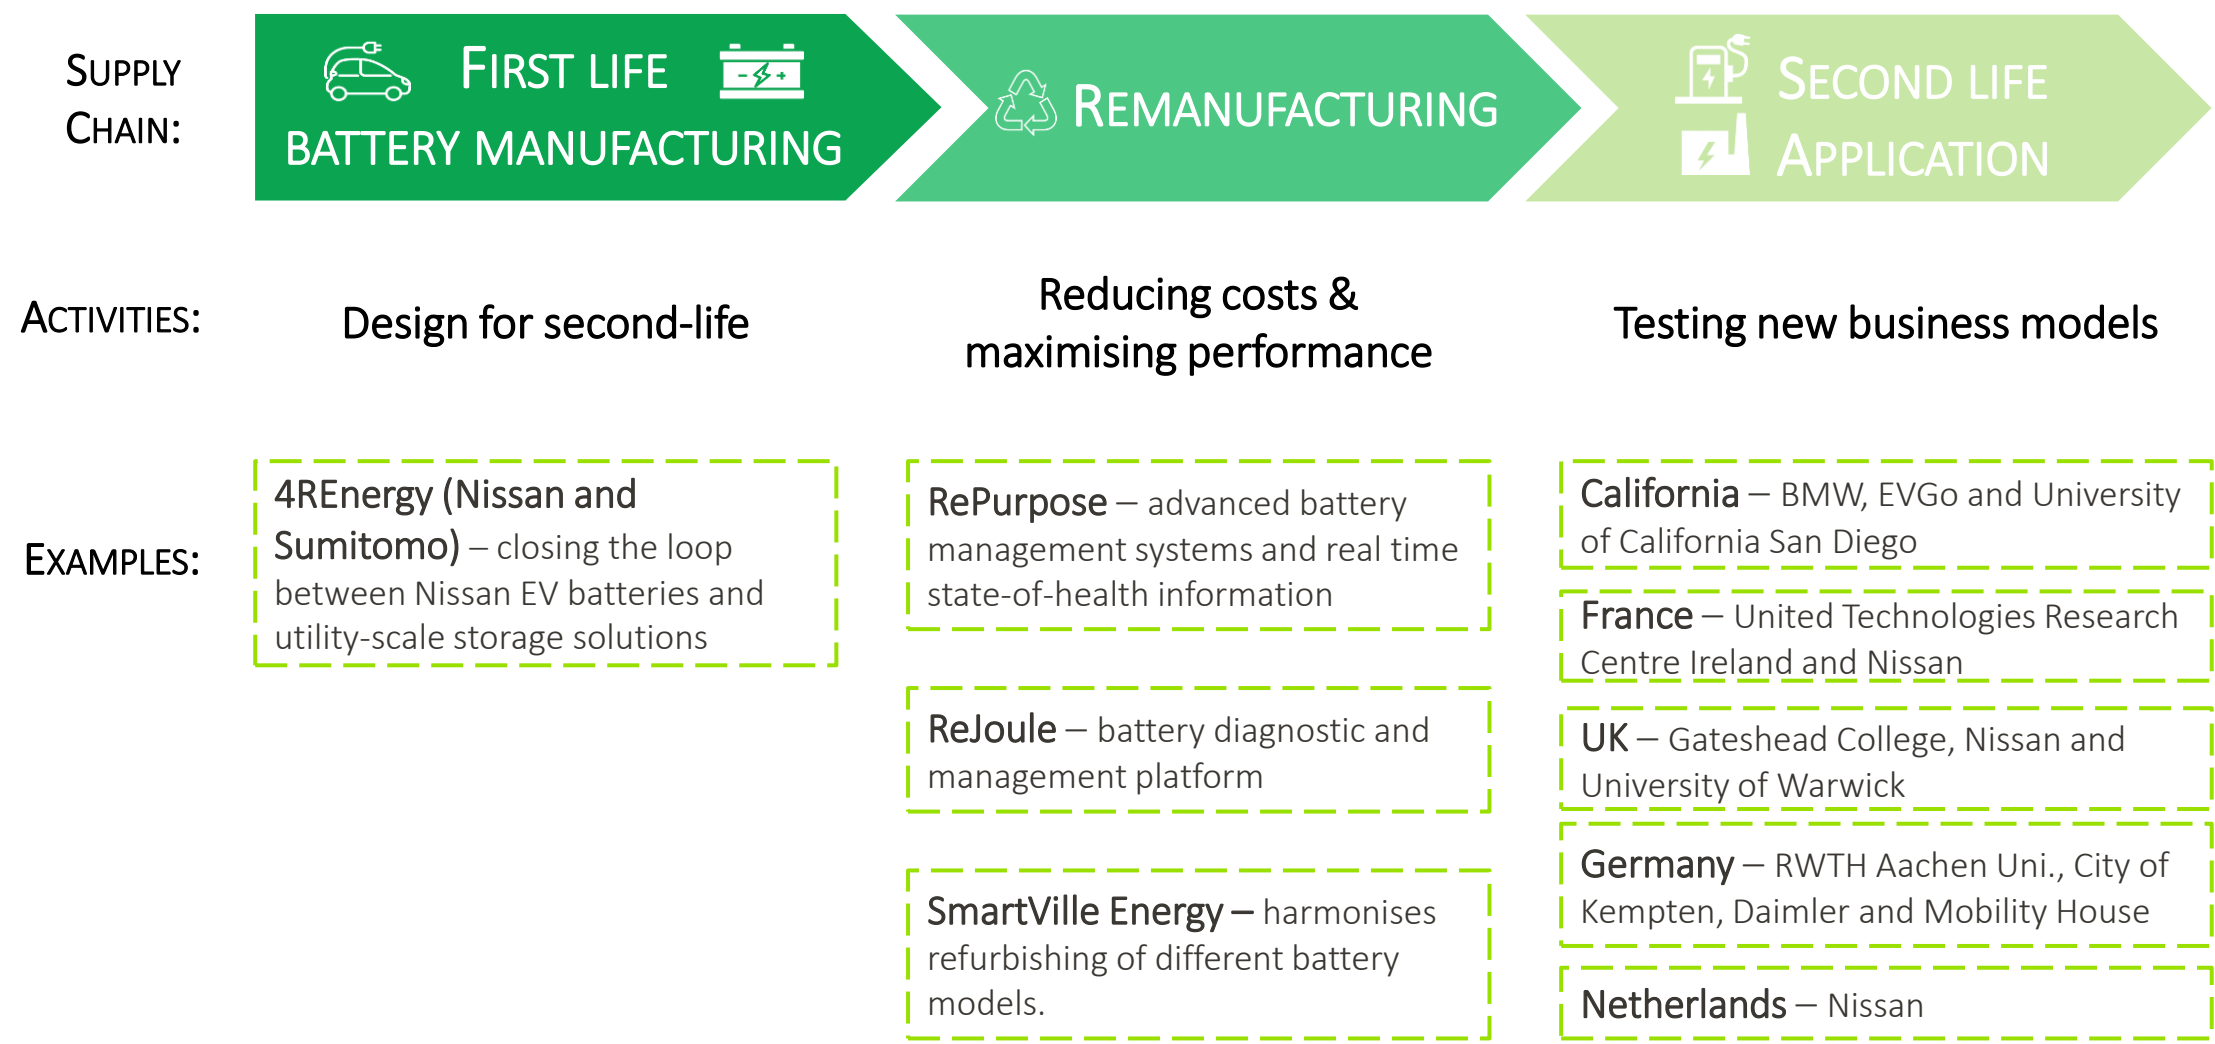 SUPPLY
CHAIN:
FIRST LIFE
BATTERY MANUFACTURING
REMANUFACTURING
SECOND LIFE
APPLICATION
ACTIVITIES:
Design for second-life
Reducing costs &
maximising performance
Testing new business models
EXAMPLES:
4REnergy (Nissan and
Sumitomo) – closing the loop
between Nissan EV batteries and
utility-scale storage solutions
RePurpose – advanced battery
management systems and real time
state-of-health information
ReJoule – battery diagnostic and
management platform
SmartVille Energy – harmonises
refurbishing of different battery
models.
California – BMW, EVGo and University
of California San Diego
France – United Technologies Research
Centre Ireland and Nissan
UK – Gateshead College, Nissan and
University of Warwick
Germany – RWTH Aachen Uni., City of
Kempten, Daimler and Mobility House
Netherlands – Nissan